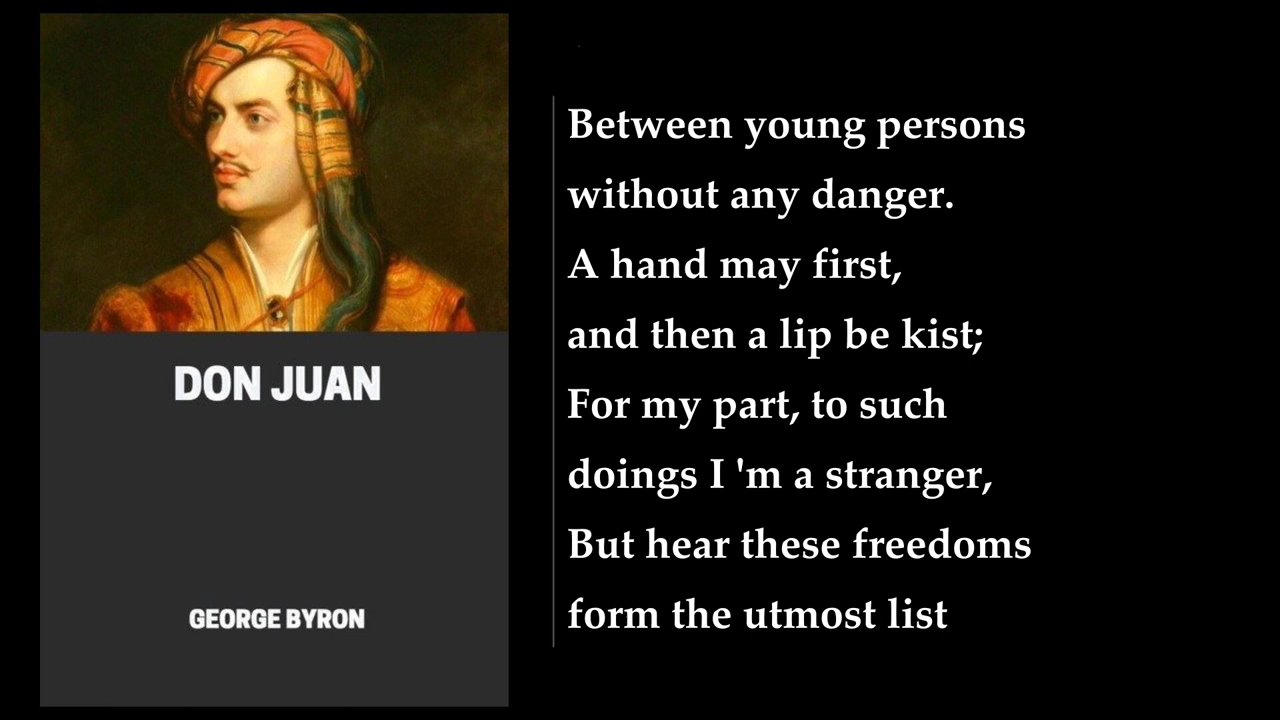 DON JUAN
GEORGE BYRON
Between young persons
without any danger.
A hand may first,
and then a lip be kist;
For my part, to such
doings I 'm a stranger,
But hear these freedoms
form the utmost list